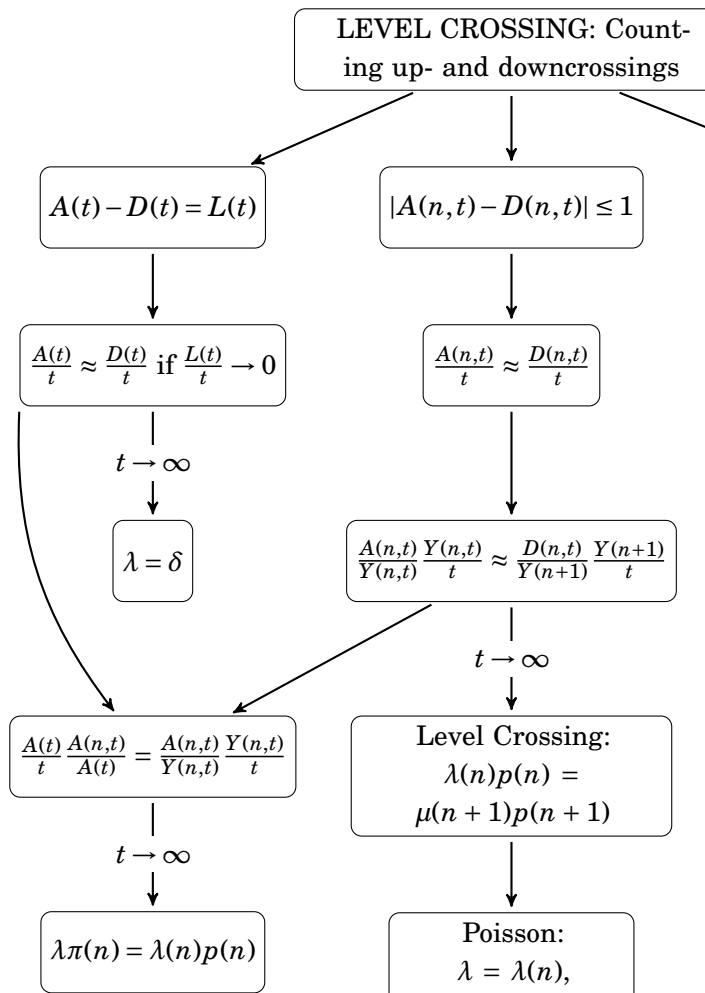 LEVEL CROSSING: Count-
ing up- and downcrossings
A(t) − D(t) = L(t)
|A(n,t) − D(n,t)| ≤ 1
A(t)/t ≈ D(t)/t if L(t)/t → 0
A(n,t)/t ≈ D(n,t)/t
t → ∞
λ = δ
A(n,t)/Y(n,t) Y(n,t)/t ≈ D(n,t)/Y(n+1) Y(n+1)/t
t → ∞
A(t)/t A(n,t)/A(t) = A(n,t)/Y(n,t) Y(n,t)/t
Level Crossing:
λ(n)p(n) =
μ(n + 1)p(n + 1)
t → ∞
λπ(n) = λ(n)p(n)
Poisson:
λ = λ(n),